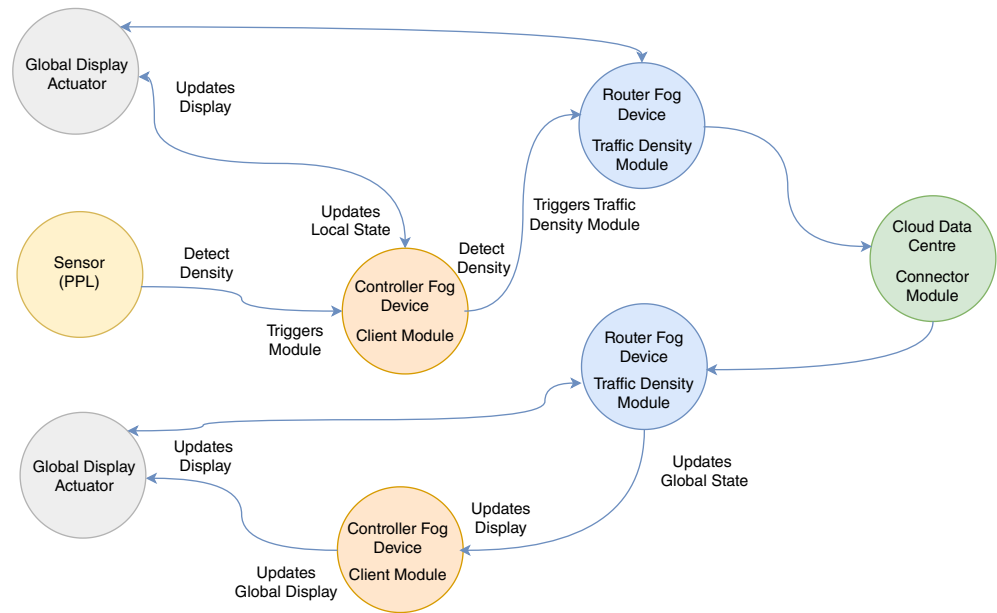 Global Display
Actuator
Updates
Display
Router Fog
Device
Traffic Density
Module
Triggers Traffic
Density Module
Updates
Local State
Cloud Data
Centre
Connector
Module
Sensor
(PPL)
Detect
Density
Detect
Density
Controller Fog
Device
Client Module
Triggers
Module
Router Fog
Device
Traffic Density
Module
Global Display
Actuator
Updates
Display
Updates
Global State
Updates
Display
Controller Fog
Device
Client Module
Updates
Global Display